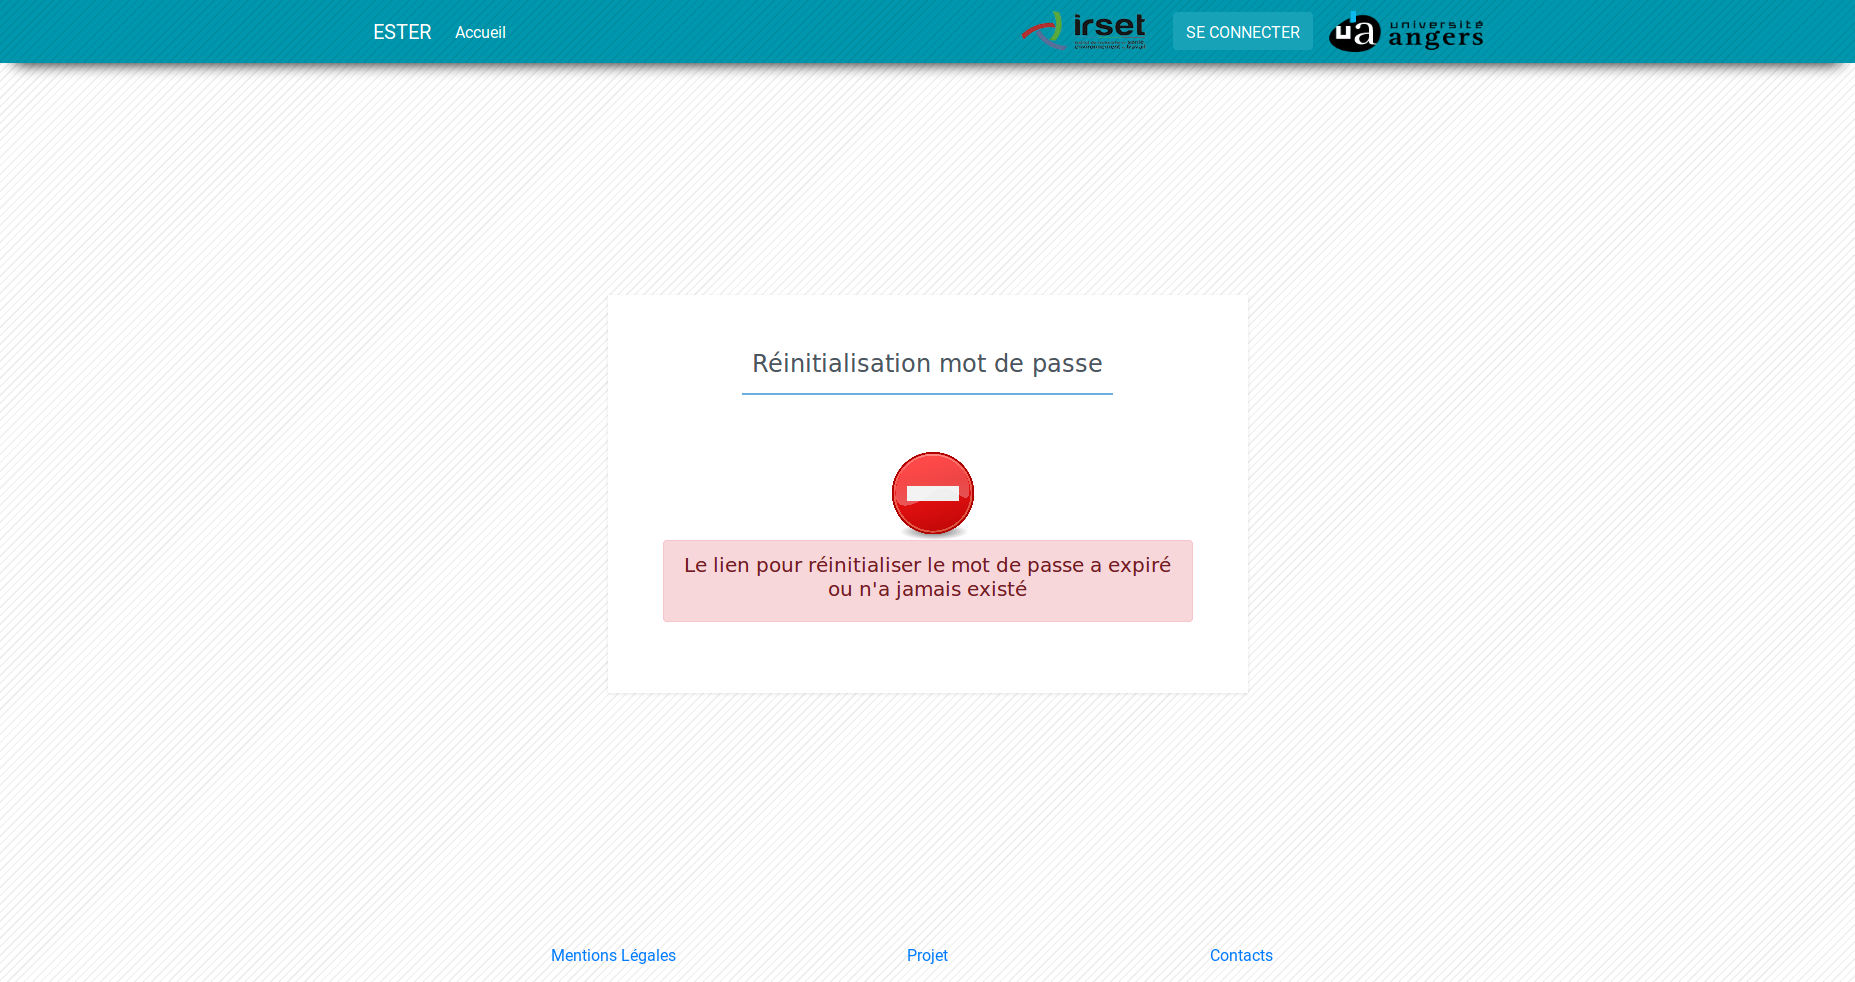 ESTER Accueil irset SE CONNECTER ua université
angers
Réinitialisation mot de passe
Le lien pour réinitialiser le mot de passe a expiré
ou n'a jamais existé
Mentions Légales Projet Contacts